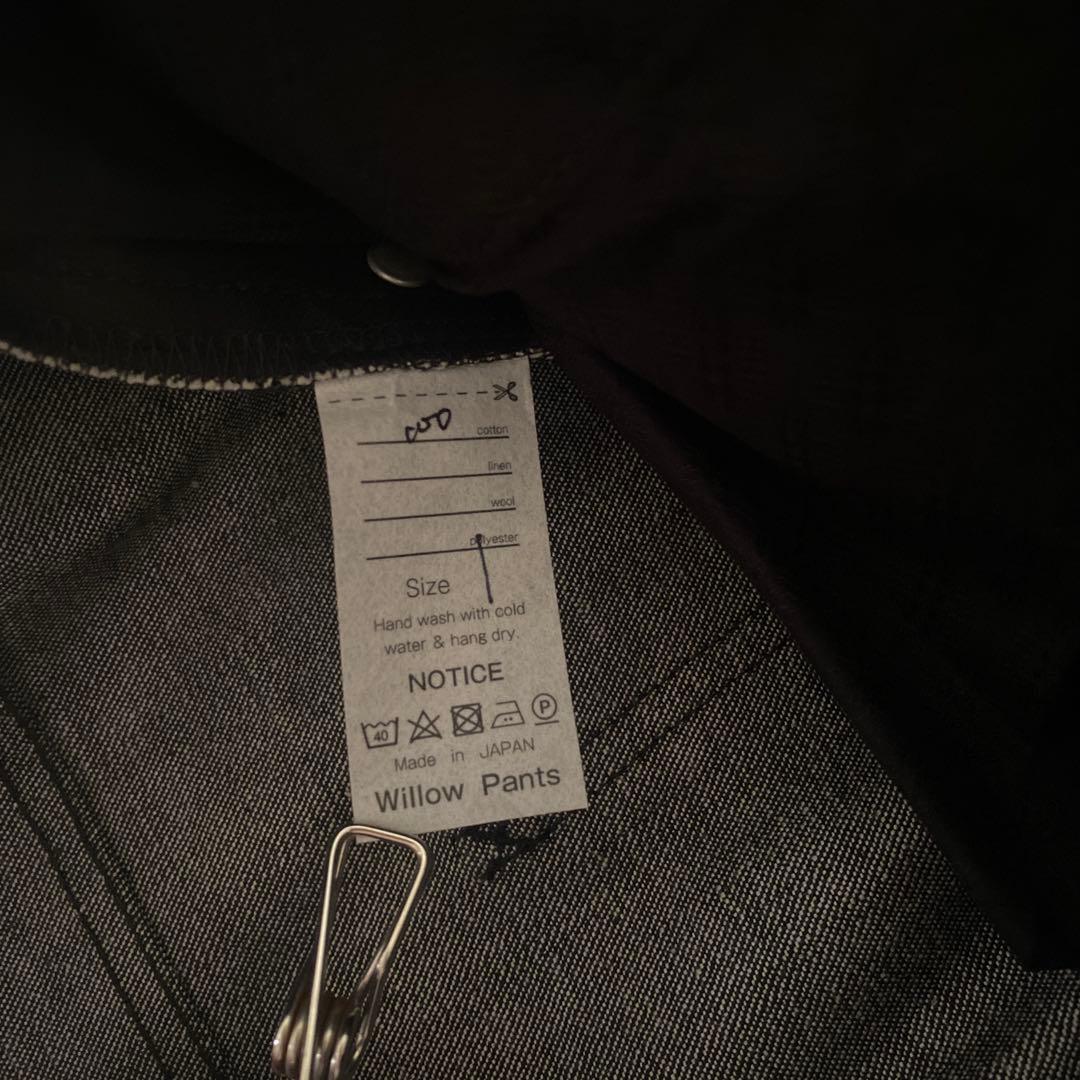 100 cotton
linen
wool
polyester
Size 1
Hand wash with cold
water & hang dry.
NOTICE
40 P
Made in JAPAN
Willow Pants